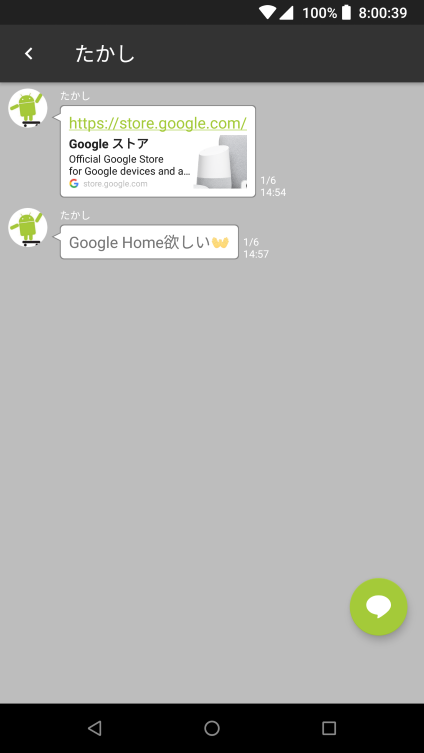 100% 8:00:39
たかし
たかし
https://store.google.com/
Google ストア
Official Google Store
for Google devices and a…
store.google.com
1/6
14:54
たかし
Google Home欲しい👐
1/6
14:57